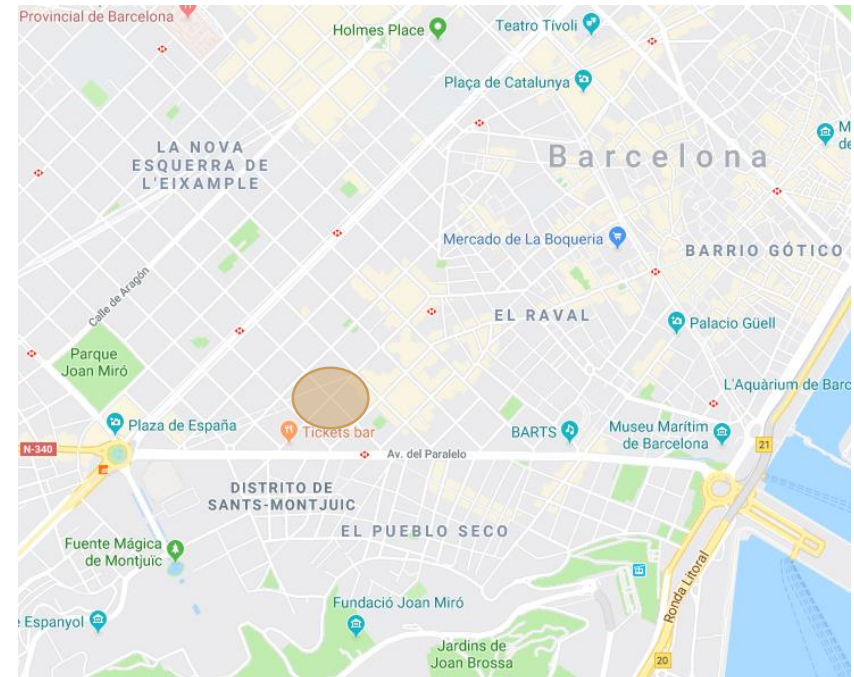 Provincial de Barcelona
Holmes Place
Teatro Tívoli
Plaça de Catalunya
LA NOVA
ESQUERRA DE
L'EIXAMPLE
Barcelona
M
de
Mercado de La Boqueria
BARRIO GÓTICO
Calle de Aragón
EL RAVAL
Palacio Güell
Parque
Joan Miró
L'Aquàrium de Barc
Plaza de España
Tickets bar
BARTS
Museu Marítim
de Barcelona
21
N-340
Av. del Paralelo
DISTRITO DE
SANTS-MONTJUIC
EL PUEBLO SECO
Fuente Mágica
de Montjuïc
Ronda Litoral
Espanyol
Fundació Joan Miró
Jardins de
Joan Brossa
20